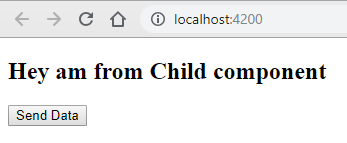 localhost:4200
Hey am from Child component
Send Data